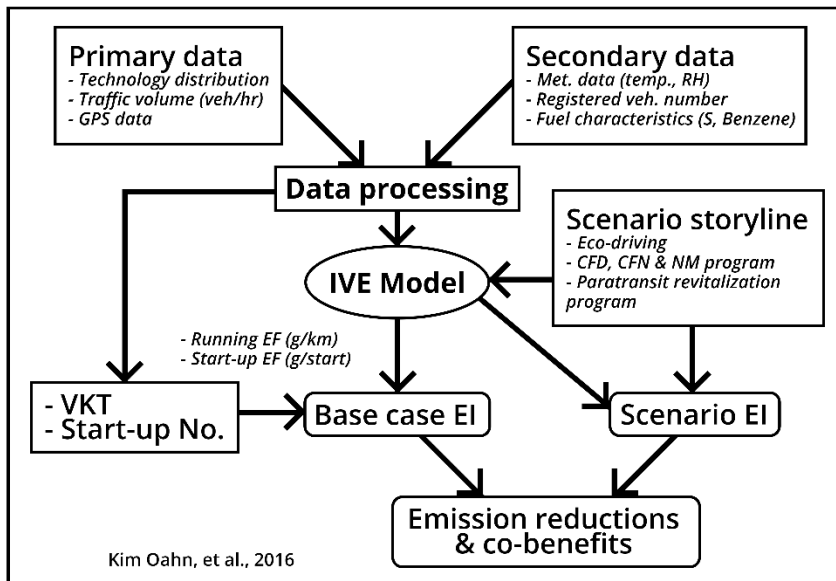 Primary data
- Technology distribution
- Traffic volume (veh/hr)
- GPS data
Secondary data
- Met. data (temp., RH)
- Registered veh. number
- Fuel characteristics (S, Benzene)
Data processing
Scenario storyline
- Eco-driving
- CFD, CFN & NM program
- Paratransit revitalization
program
IVE Model
- Running EF (g/km)
- Start-up EF (g/start)
- VKT
- Start-up No.
Base case EI
Scenario EI
Emission reductions
& co-benefits
Kim Oahn, et al., 2016